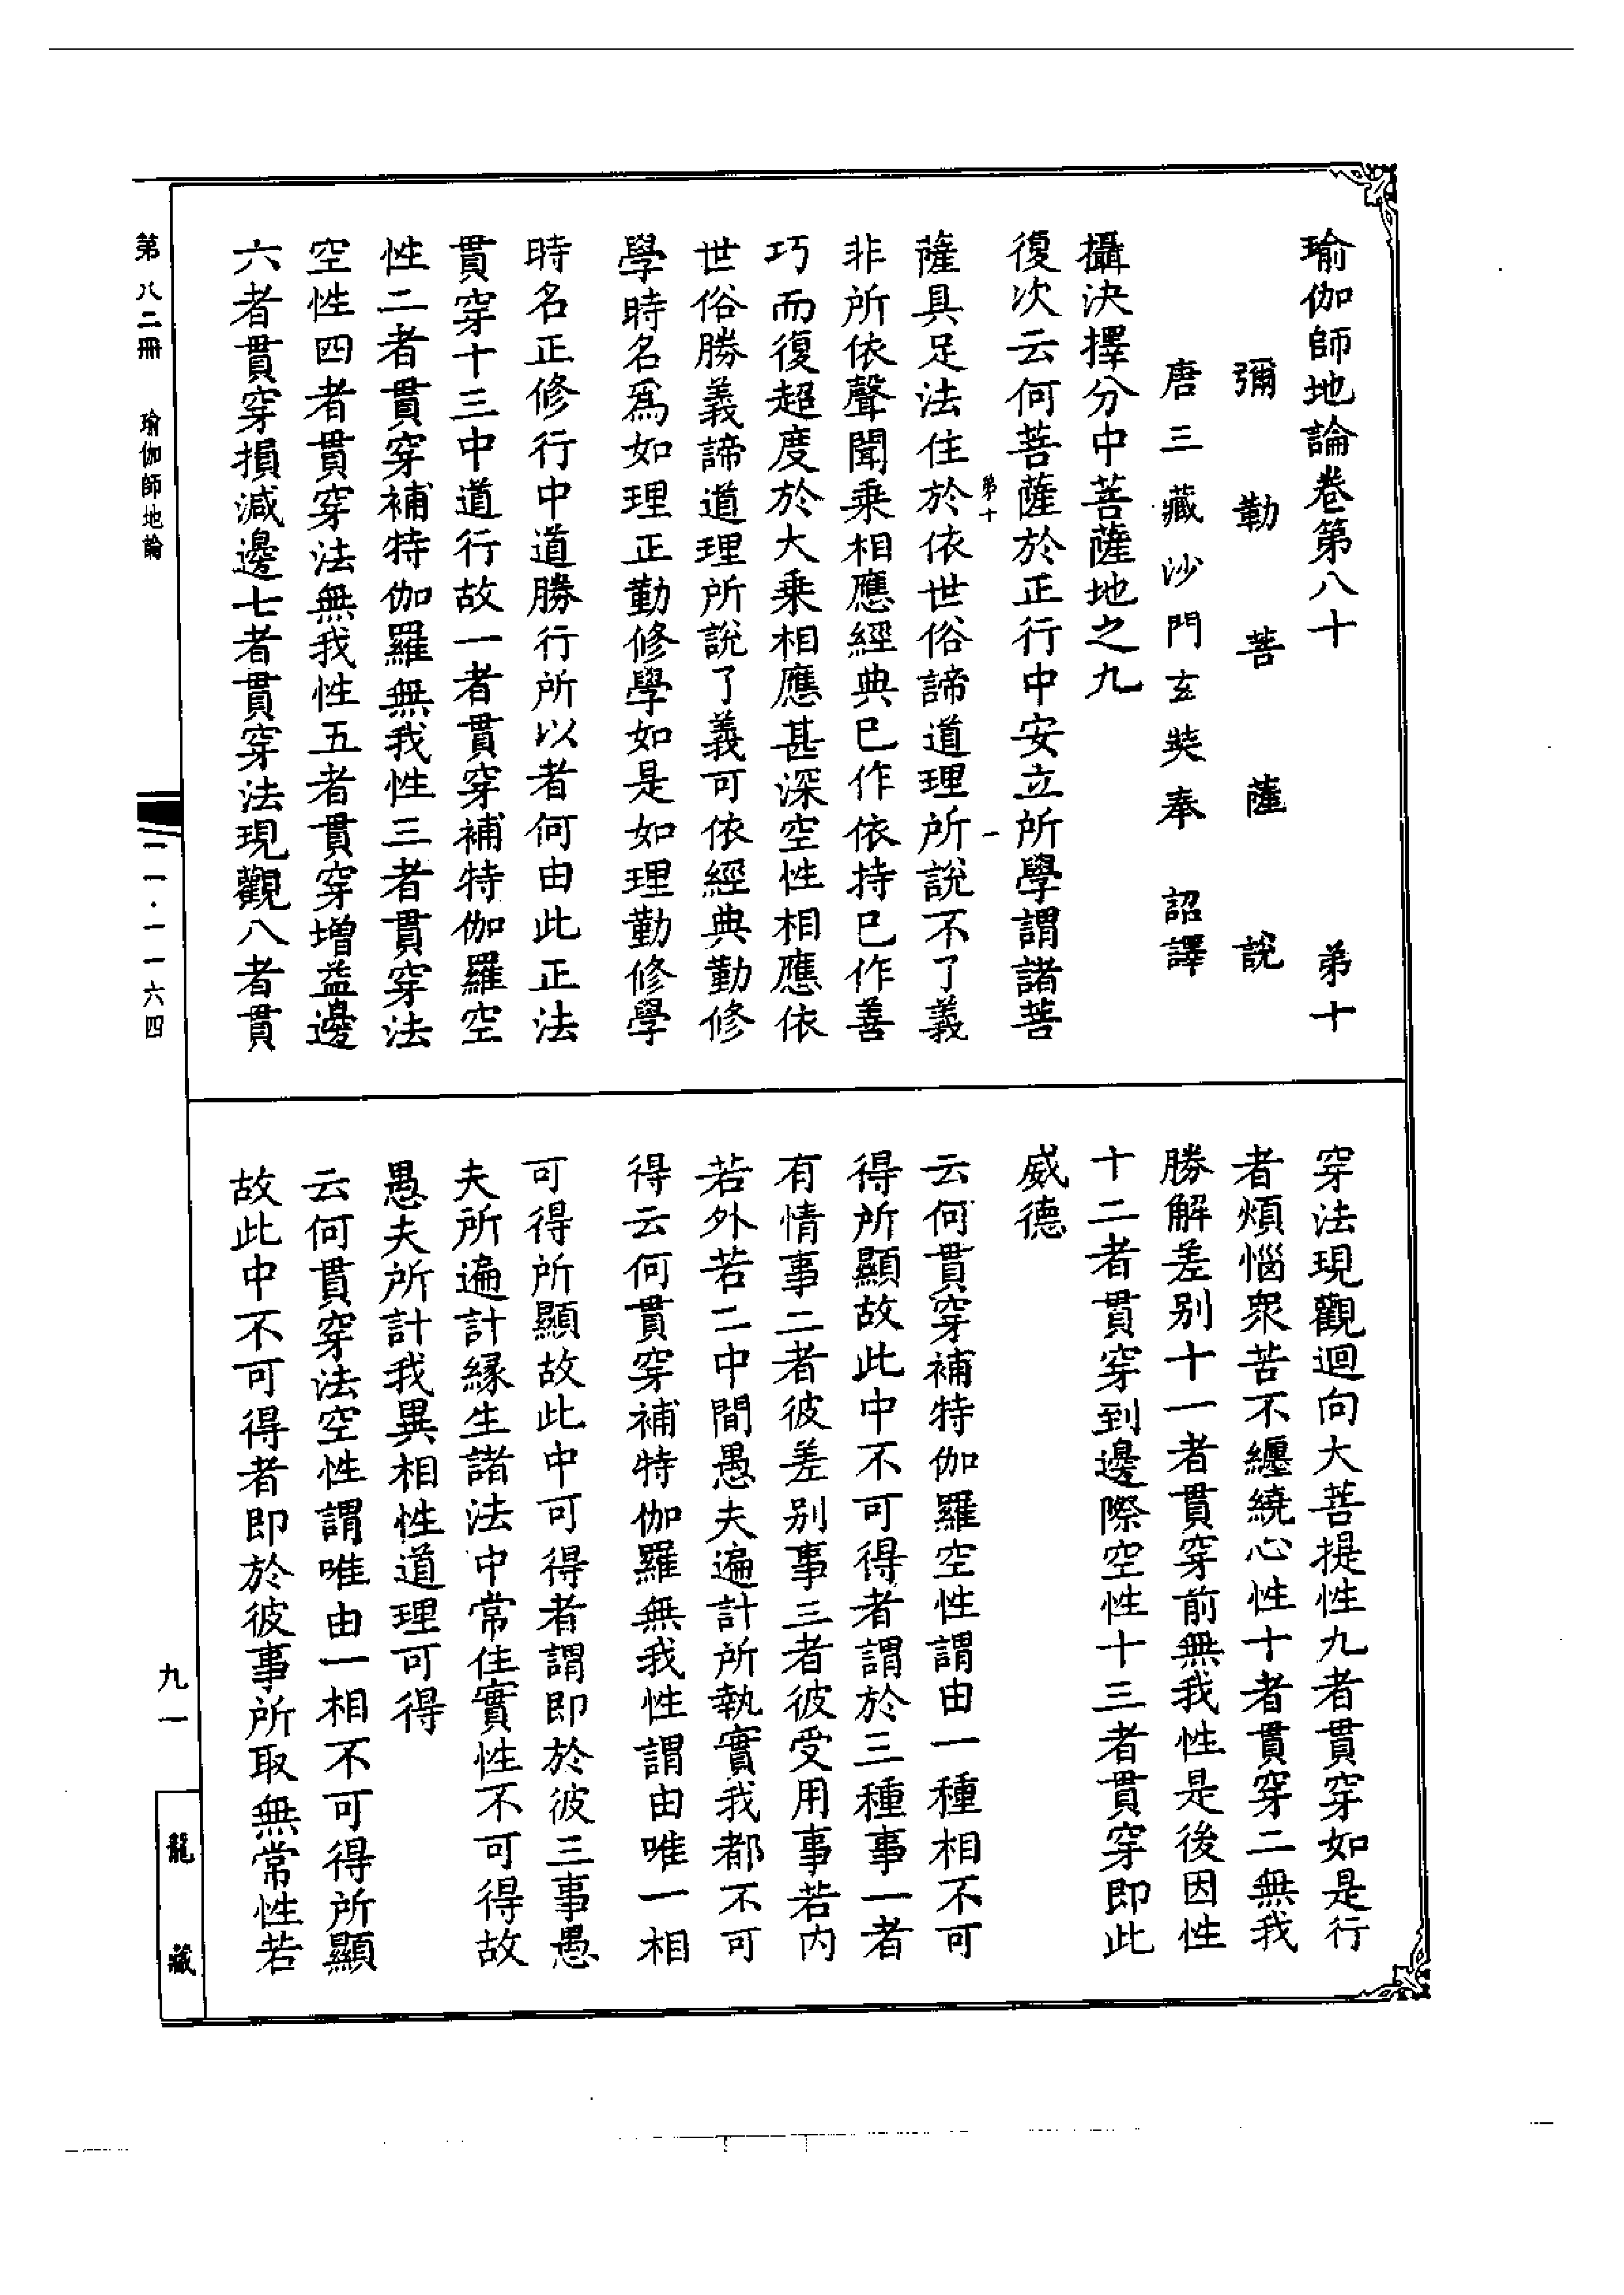 瑜伽師地論卷第八十　弟十
彌勒菩薩說
唐三藏沙門玄奘奉　詔譯
攝決擇分中菩薩地之九
復次云何菩薩於正行中安立所學謂諸菩
弟十　一
薩具足法住於依世俗諦道理所說不了義
非所依聲聞乘相應經典已作依持已作善
巧而復超度於大乘相應甚深空性相應依
世俗勝義諦道理所說了義可依經典勤修
學時名爲如理正勤修學如是如理勤修學
時名正修行中道勝行所以者何由此正法
貫穿十三中道行故一者貫穿補特伽羅空
性二者貫穿補特伽羅無我性三者貫穿法
空性四者貫穿法無我性五者貫穿增益邊
六者貫穿損減邊七者貫穿法現觀八者貫
穿法現觀迴向大菩提性九者貫穿如是行
者煩惱衆苦不纏繞心性十者貫穿二無我
勝解差别十一者貫穿前無我性是後因性
十二者貫穿到邊際空性十三者貫穿即此
威德
云何貫穿補特伽羅空性謂由一種相不可
得所顯故此中不可得者謂於三種事一者
有情事二者彼差别事三者彼受用事若内
若外若二中間愚夫遍計所執實我都不可
得云何貫穿補特伽羅無我性謂由唯一相
可得所顯故此中可得者謂即於彼三事愚
夫所遍計緣生諸法中常住實性不可得故
愚夫所計我異相性道理可得
云何貫穿法空性謂唯由一相不可得所顯
故此中不可得者即於彼事所取無常性若
第八二冊　瑜伽師地論
一一·一一六四
九一
龍藏